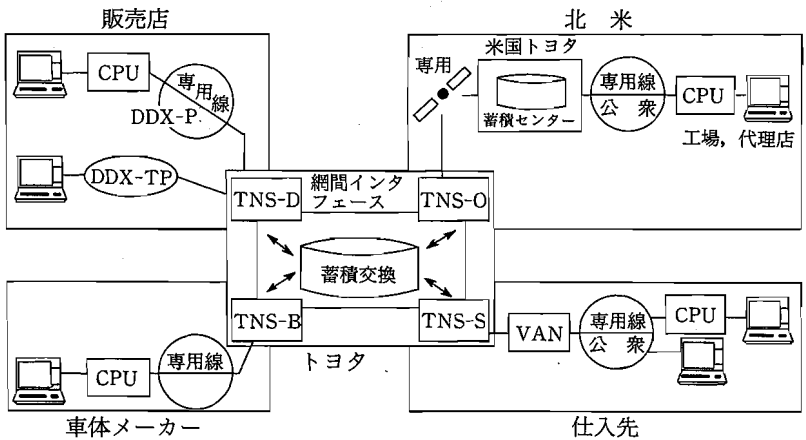 販売店
CPU
専用線
DDX-P
DDX-TP
北 米
米国トヨタ
専用
蓄積センター
専用線
公 衆
CPU
工場，代理店
TNS-D
網間インタ
フェース
TNS-O
蓄積交換
TNS-B
TNS-S
トヨタ
CPU
専用線
車体メーカー
VAN
専用線
公 衆
CPU
仕入先